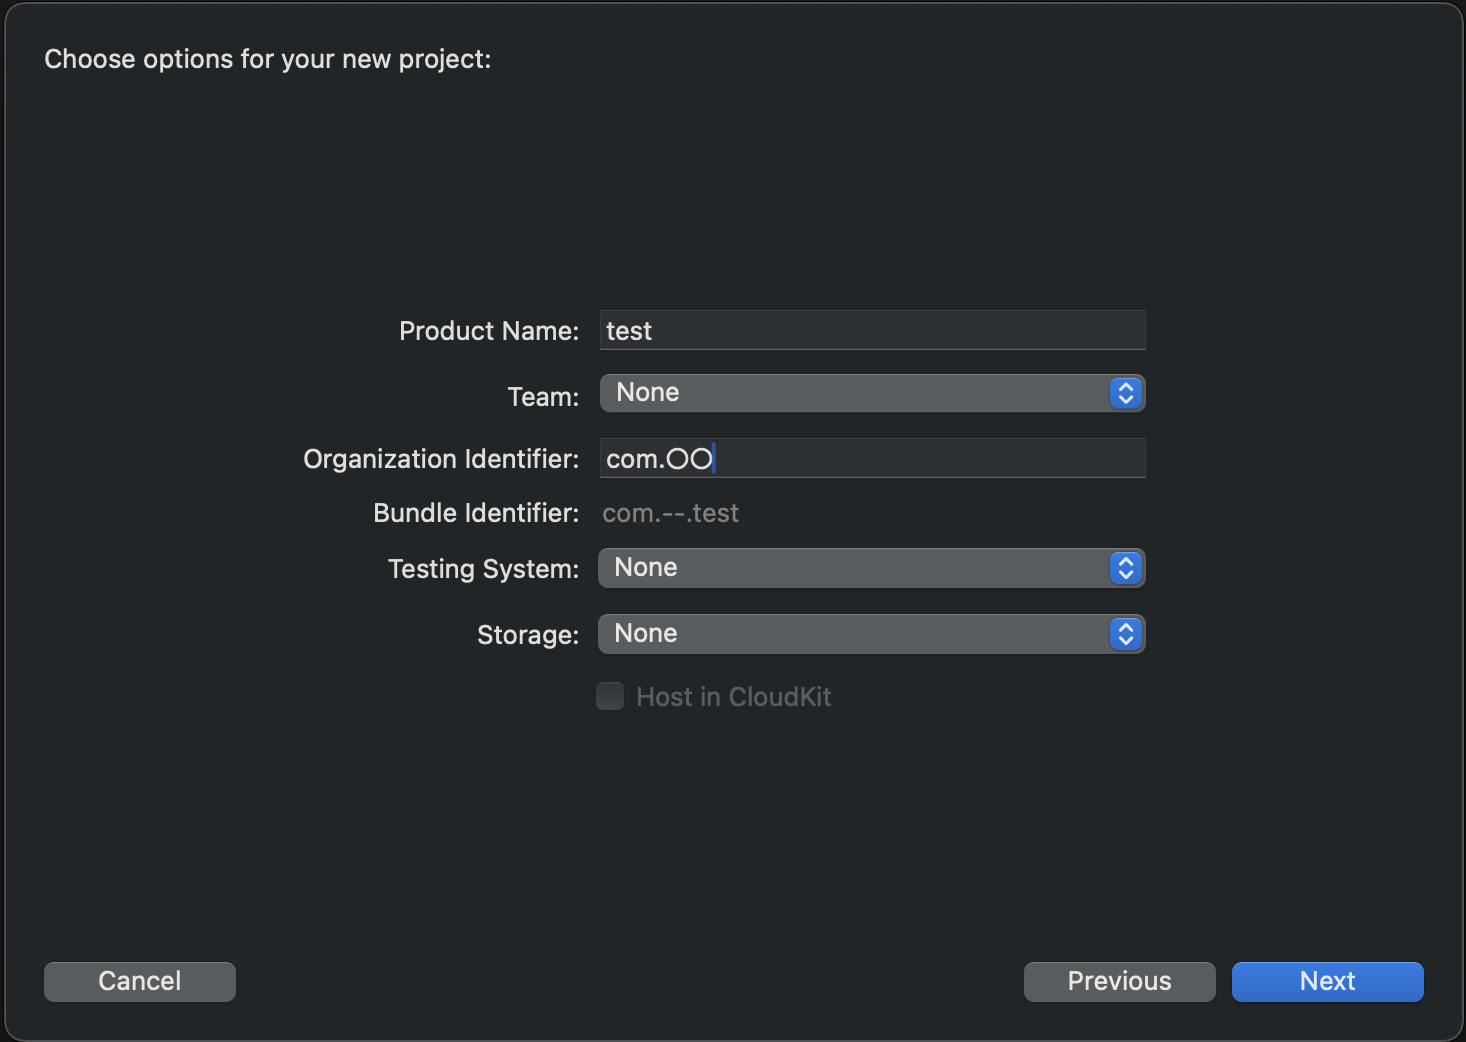 Choose options for your new project:
Product Name: test
Team: None
Organization Identifier: com.○○
Bundle Identifier: com.--.test
Testing System: None
Storage: None
Host in CloudKit
Cancel Previous Next